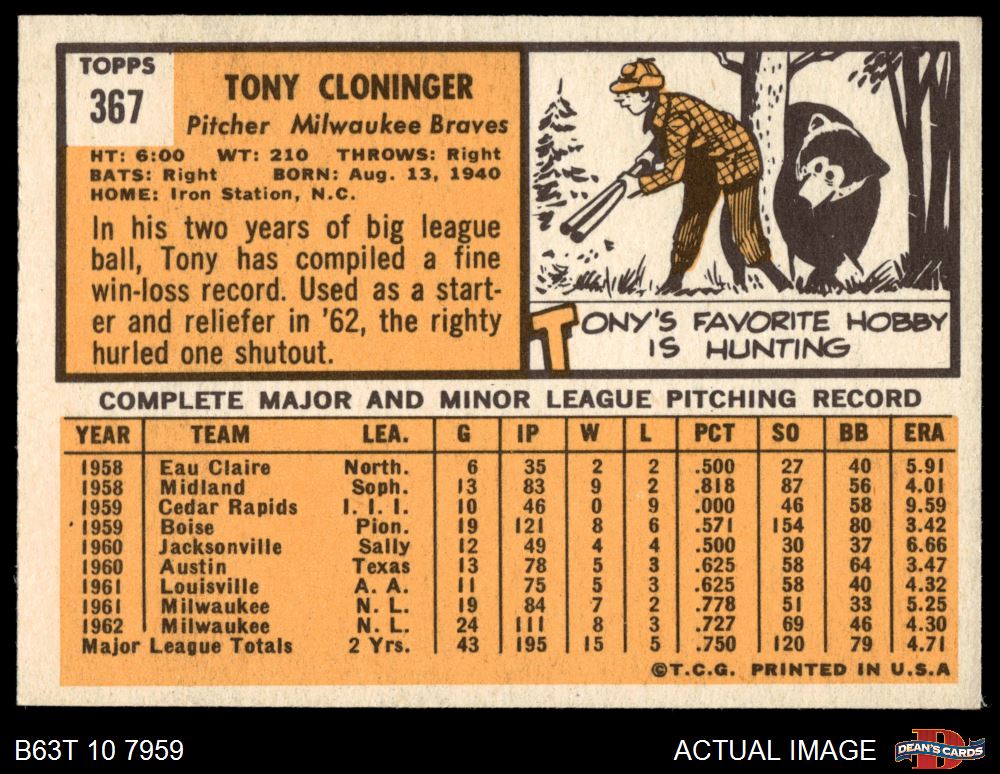 TOPPS
367
TONY CLONINGER
Pitcher Milwaukee Braves
HT: 6:00 WT: 210 THROWS: Right
BATS: Right BORN: Aug. 13, 1940
HOME: Iron Station, N.C.
In his two years of big league
ball, Tony has compiled a fine
win-loss record. Used as a start-
er and reliefer in '62, the righty
hurled one shutout.
TONY'S FAVORITE HOBBY
IS HUNTING
COMPLETE MAJOR AND MINOR LEAGUE PITCHING RECORD
YEAR TEAM LEA. G IP W L PCT SO BB ERA
1958 Eau Claire North. 6 35 2 2 .500 27 40 5.91
1958 Midland Soph. 13 83 9 2 .818 87 56 4.01
1959 Cedar Rapids I. I. I. 10 46 0 9 .000 46 58 9.59
1959 Boise Pion. 19 121 8 6 .571 154 80 3.42
1960 Jacksonville Sally 12 49 4 4 .500 30 37 6.66
1960 Austin Texas 13 78 5 3 .625 58 64 3.47
1961 Louisville A. A. 11 75 5 3 .625 58 40 4.32
1961 Milwaukee N. L. 19 84 7 2 .778 51 33 5.25
1962 Milwaukee N. L. 24 111 8 3 .727 69 46 4.30
Major League Totals 2 Yrs. 43 195 15 5 .750 120 79 4.71
©T.C.G. PRINTED IN U.S.A
B63T 10 7959
ACTUAL IMAGE
D
DEAN'S CARDS